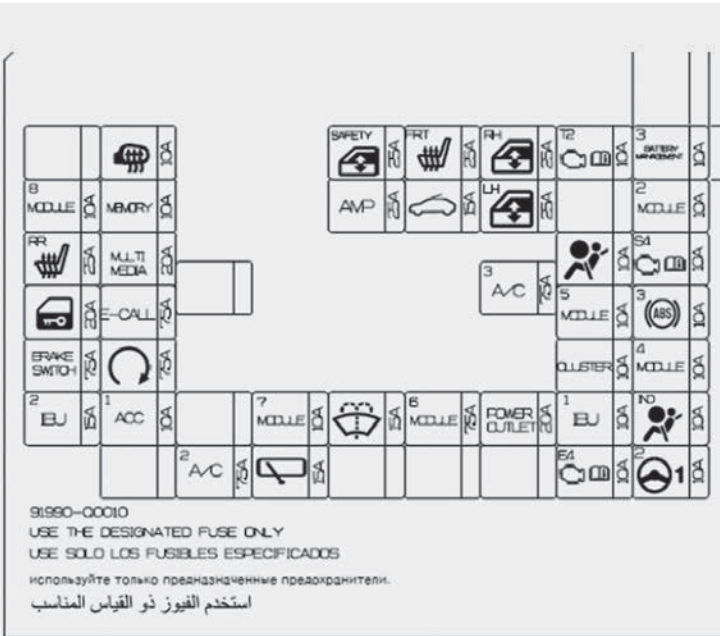 SAFETY FRT RH T2 3
25A 25A 25A 10A BATTERY MANAGEMENT 10A
10A
8 MODULE 10A MEMORY 10A
AMP 25A 15A LH 25A 2 MODULE 10A
RR 25A MULTI MEDIA 20A
10A S4 10A
3 A/C 7.5A
20A E-CALL 7.5A
5 MODULE 10A 3 ABS 10A
BRAKE SWITCH 7.5A 7.5A
CLUSTER 10A 4 MODULE 10A
2 IBU 15A 1 ACC 10A
7 MODULE 10A 15A 6 MODULE 7.5A POWER OUTLET 20A 1 IBU 10A IND 10A
2 A/C 7.5A 15A E4 10A 2 1 10A
91990-Q0010
USE THE DESIGNATED FUSE ONLY
USE SOLO LOS FUSIBLES ESPECIFICADOS
используйте только предназначенные предохранители.
استخدم الفيوز ذو القياس المناسب